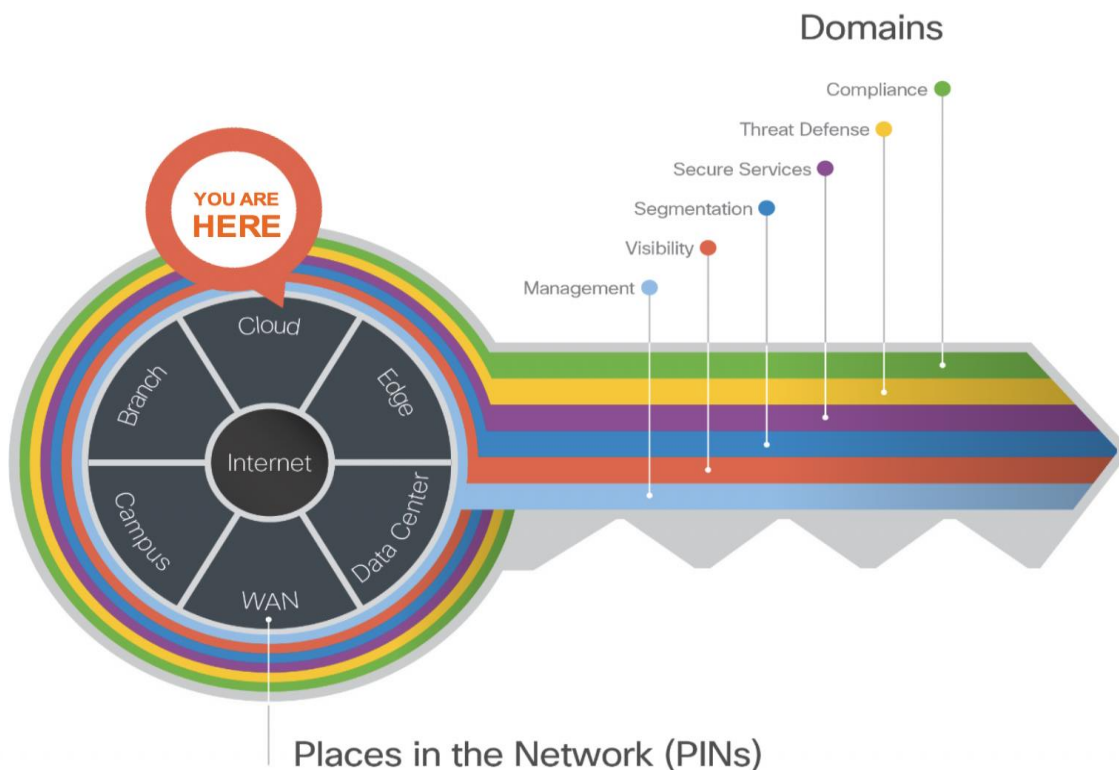 Domains
Compliance
Threat Defense
Secure Services
Segmentation
Visibility
Management
YOU ARE
HERE
Cloud
Branch
Edge
Internet
Campus
Data Center
WAN
Places in the Network (PINs)